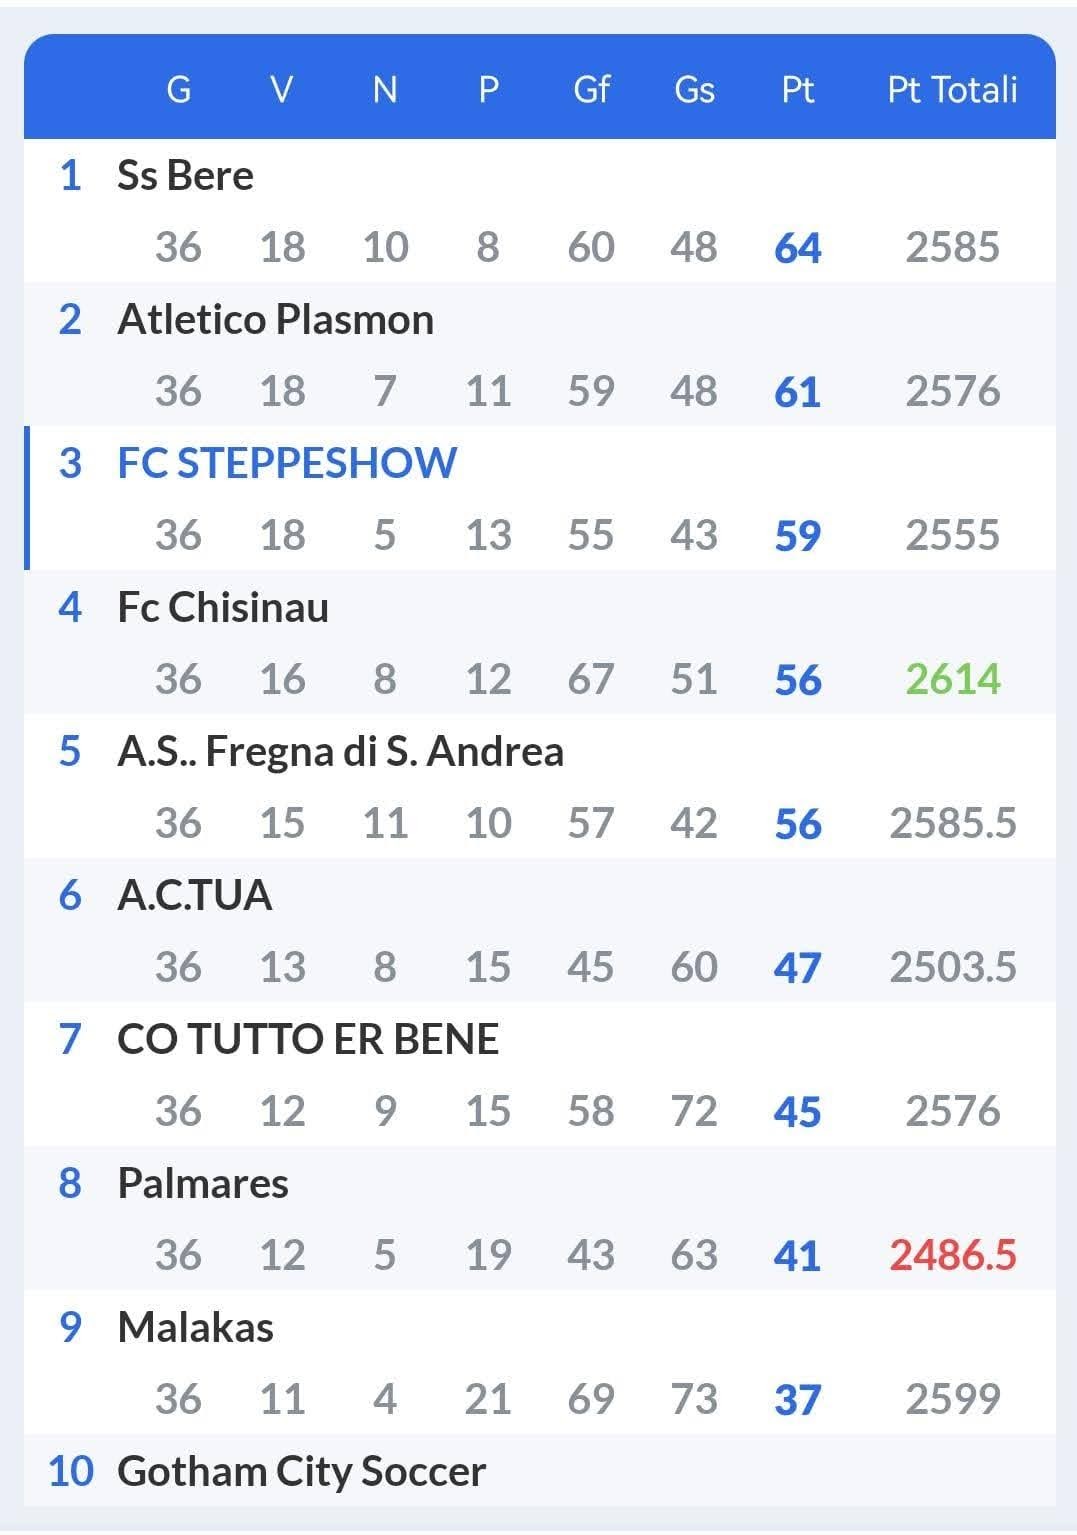 G V N P Gf Gs Pt Pt Totali
1 Ss Bere
36 18 10 8 60 48 64 2585
2 Atletico Plasmon
36 18 7 11 59 48 61 2576
3 FC STEPPESHOW
36 18 5 13 55 43 59 2555
4 Fc Chisinau
36 16 8 12 67 51 56 2614
5 A.S.. Fregna di S. Andrea
36 15 11 10 57 42 56 2585.5
6 A.C.TUA
36 13 8 15 45 60 47 2503.5
7 CO TUTTO ER BENE
36 12 9 15 58 72 45 2576
8 Palmares
36 12 5 19 43 63 41 2486.5
9 Malakas
36 11 4 21 69 73 37 2599
10 Gotham City Soccer